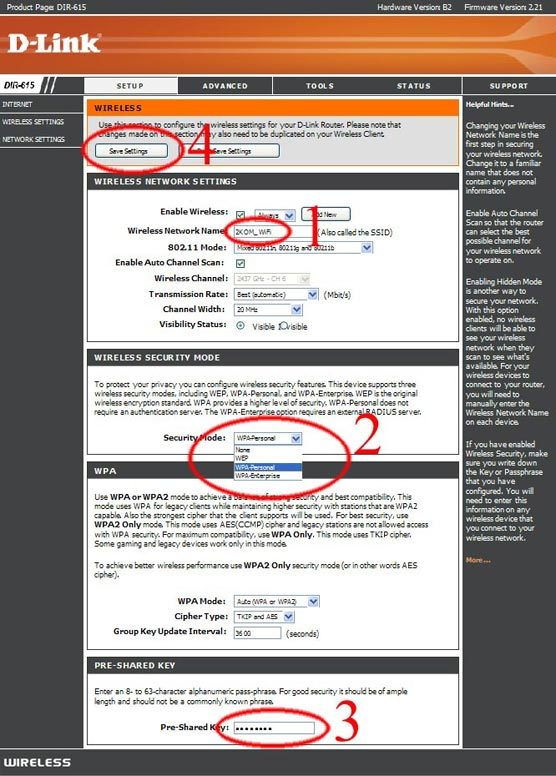 Product Page: DIR-615 Hardware Version: B2 Firmware Version: 2.21
D-Link
DIR-615 SETUP ADVANCED TOOLS STATUS SUPPORT
INTERNET
WIRELESS SETTINGS
NETWORK SETTINGS
WIRELESS
Use this section to configure the wireless settings for your D-Link Router. Please note that
changes made on this section may also need to be duplicated on your Wireless Client.
Save Settings Save Settings
4
WIRELESS NETWORK SETTINGS
Enable Wireless: Always Add New
1
Wireless Network Name: 2KOM_WiFi (Also called the SSID)
802.11 Mode: Mixed 802.11n, 802.11g and 802.11b
Enable Auto Channel Scan:
Wireless Channel: 2.437 GHz - CH 6
Transmission Rate: Best (automatic) (Mbit/s)
Channel Width: 20 MHz
Visibility Status: Visible Invisible
WIRELESS SECURITY MODE
To protect your privacy you can configure wireless security features. This device supports three
wireless security modes, including WEP, WPA-Personal, and WPA-Enterprise. WEP is the original
wireless encryption standard. WPA provides a higher level of security. WPA-Personal does not
require an authentication server. The WPA-Enterprise option requires an external RADIUS server.
Security Mode: WPA-Personal
None
WEP
WPA-Personal
WPA-Enterprise
2
WPA
Use WPA or WPA2 mode to achieve a balance of strong security and best compatibility. This
mode uses WPA for legacy clients while maintaining higher security with stations that are WPA2
capable. Also the strongest cipher that the client supports will be used. For best security, use
WPA2 Only mode. This mode uses AES(CCMP) cipher and legacy stations are not allowed access
with WPA security. For maximum compatibility, use WPA Only. This mode uses TKIP cipher.
Some gaming and legacy devices work only in this mode.
To achieve better wireless performance use WPA2 Only security mode (or in other words AES
cipher).
WPA Mode: Auto (WPA or WPA2)
Cipher Type: TKIP and AES
Group Key Update Interval: 3600 (seconds)
PRE-SHARED KEY
Enter an 8- to 63-character alphanumeric pass-phrase. For good security it should be of ample
length and should not be a commonly known phrase.
Pre-Shared Key: ••••••••
3
Helpful Hints...
Changing your Wireless
Network Name is the
first step in securing
your wireless network.
Change it to a familiar
name that does not
contain any personal
information.
Enable Auto Channel
Scan so that the router
can select the best
possible channel for
your wireless network
to operate on.
Enabling Hidden Mode
is another way to
secure your network.
With this option
enabled, no wireless
clients will be able to
see your wireless
network when they
scan to see what's
available. For your
wireless devices to
connect to your router,
you will need to
manually enter the
Wireless Network Name
on each device.
If you have enabled
Wireless Security, make
sure you write down
the Key or Passphrase
that you have
configured. You will
need to enter this
information on any
wireless device that
you connect to your
wireless network.
More...
WIRELESS